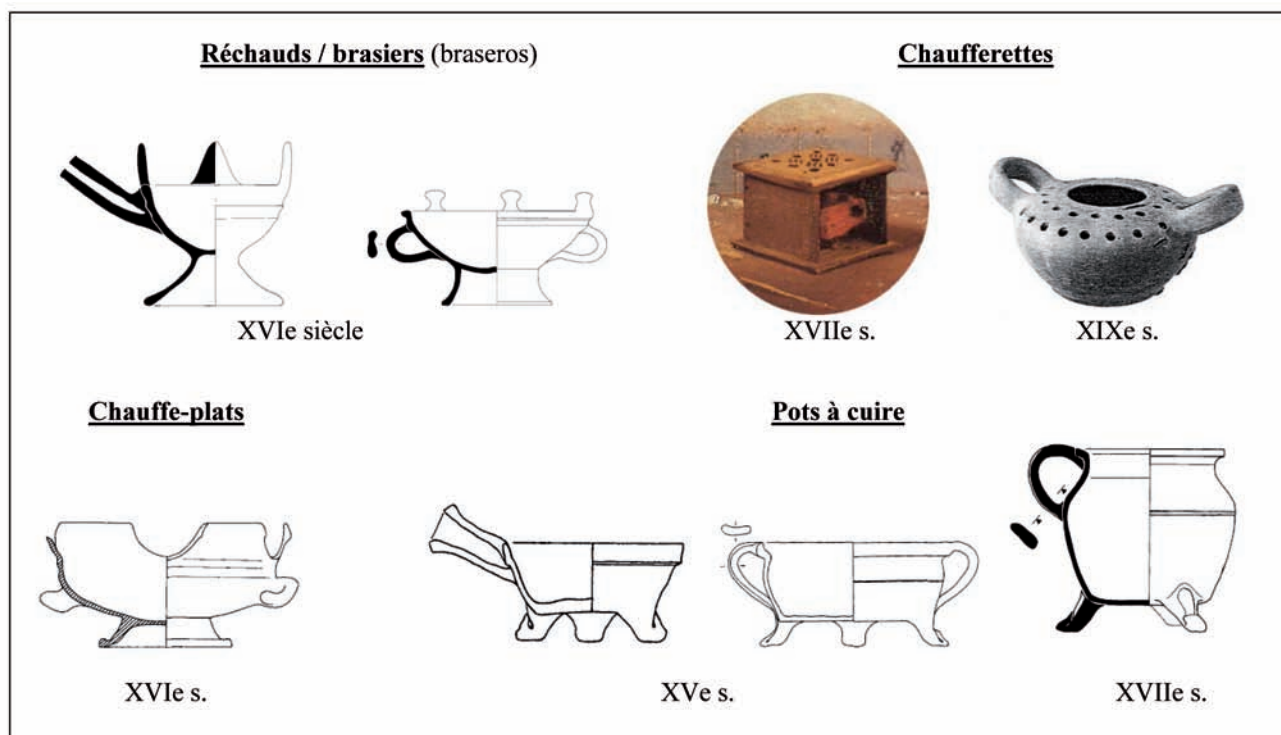 Réchauds / brasiers (braseros)
Chaufferettes
XVIe siècle
XVIIe s.
XIXe s.
Chauffe-plats
Pots à cuire
XVIe s.
XVe s.
XVIIe s.